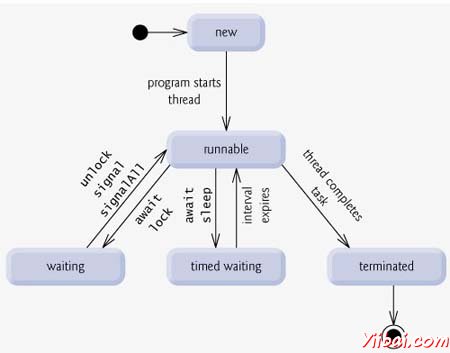 new
program starts
thread
runnable
unlock
signal
signalAll
await
lock
await
sleep
interval
expires
thread completes
task
waiting
timed waiting
terminated
Xiboi.com